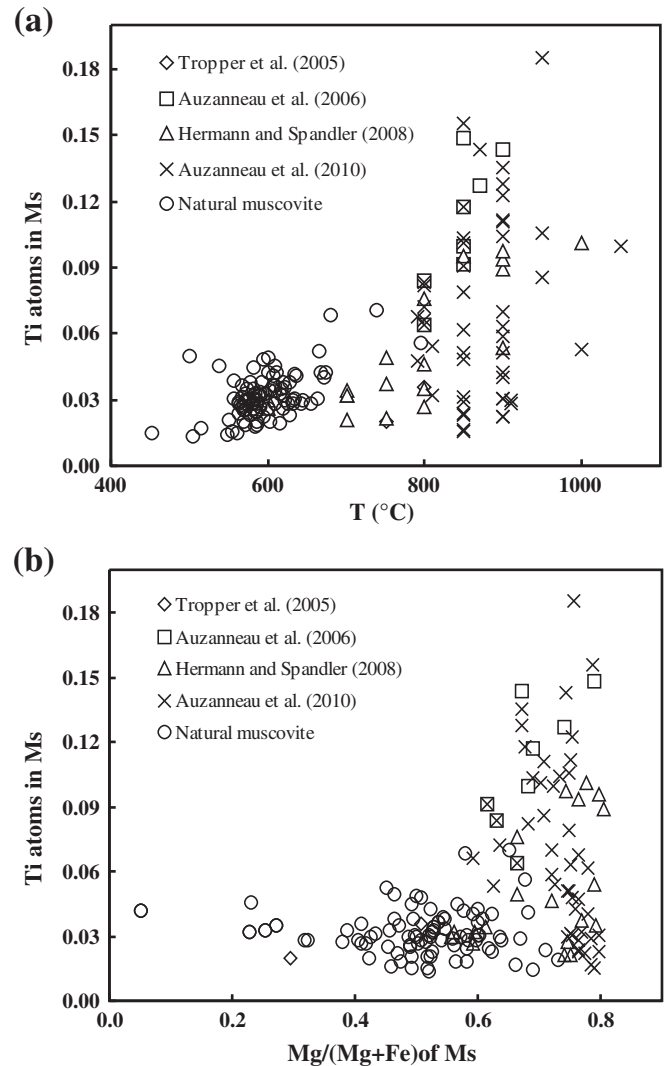 (a)
0.18
0.15
0.12
0.09
0.06
0.03
0.00
Ti atoms in Ms
Tropper et al. (2005)
Auzanneau et al. (2006)
Hermann and Spandler (2008)
Auzanneau et al. (2010)
Natural muscovite
400
600
800
1000
T (°C)
(b)
0.18
0.15
0.12
0.09
0.06
0.03
0.00
Ti atoms in Ms
Tropper et al. (2005)
Auzanneau et al. (2006)
Hermann and Spandler (2008)
Auzanneau et al. (2010)
Natural muscovite
0.0
0.2
0.4
0.6
0.8
Mg/(Mg+Fe)of Ms